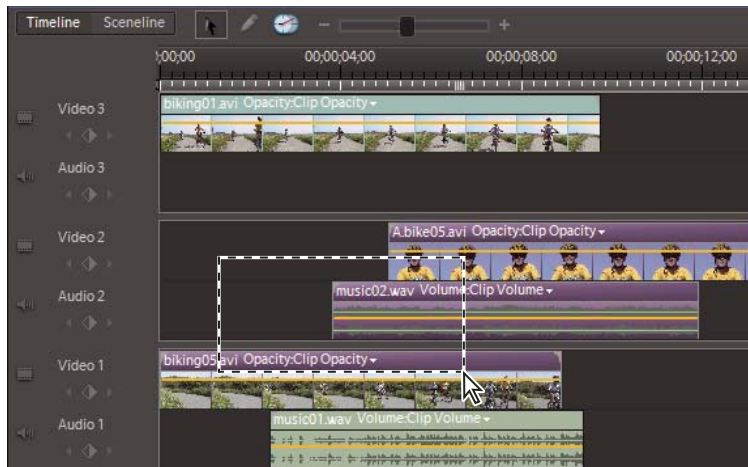 Timeline Sceneline
;00;00 00;00;04;00 00;00;08;00 00;00;12;00
Video 3
biking01.avi Opacity:Clip Opacity
Audio 3
Video 2
A.bike05.avi Opacity:Clip Opacity
Audio 2
music02.wav Volume:Clip Volume
Video 1
biking05.avi Opacity:Clip Opacity
Audio 1
music01.wav Volume:Clip Volume